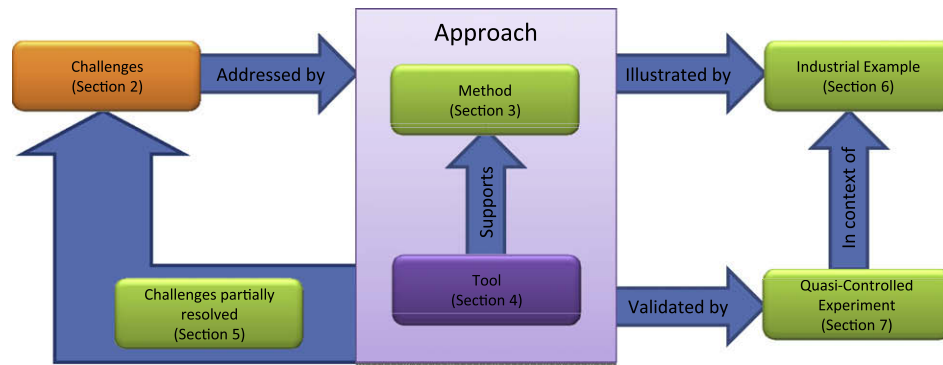 Approach
Challenges
(Section 2)
Addressed by
Method
(Section 3)
Illustrated by
Industrial Example
(Section 6)
Supports
In context of
Tool
(Section 4)
Challenges partially
resolved
(Section 5)
Validated by
Quasi-Controlled
Experiment
(Section 7)